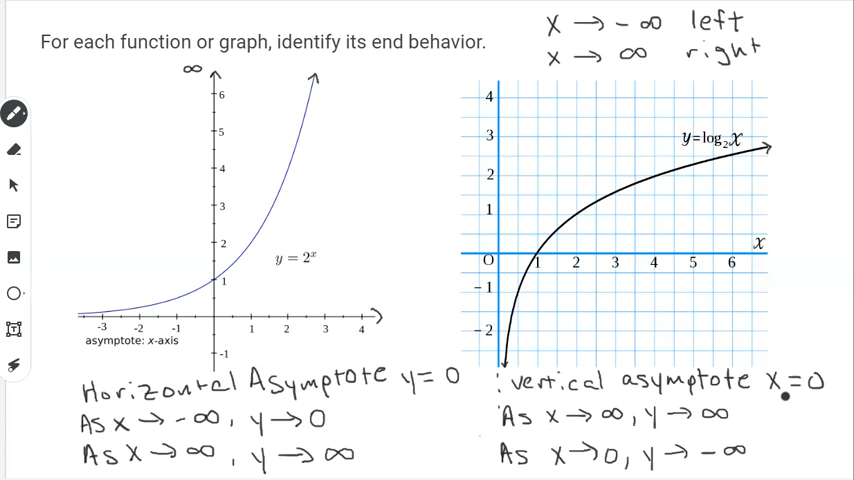 x → -∞ left
For each function or graph, identify its end behavior.
x → ∞ right
∞
6
5
4
3
2
1
-1
y = 2ˣ
-3 -2 -1 1 2 3 4
asymptote: x-axis
4
3
2
1
O
-1
-2
y=log₂x
x
1 2 3 4 5 6
Horizontal Asymptote y=0
As x → -∞, y → 0
As x → ∞, y → ∞
: vertical asymptote x=0
As x → ∞, y → ∞
As x → 0, y → -∞